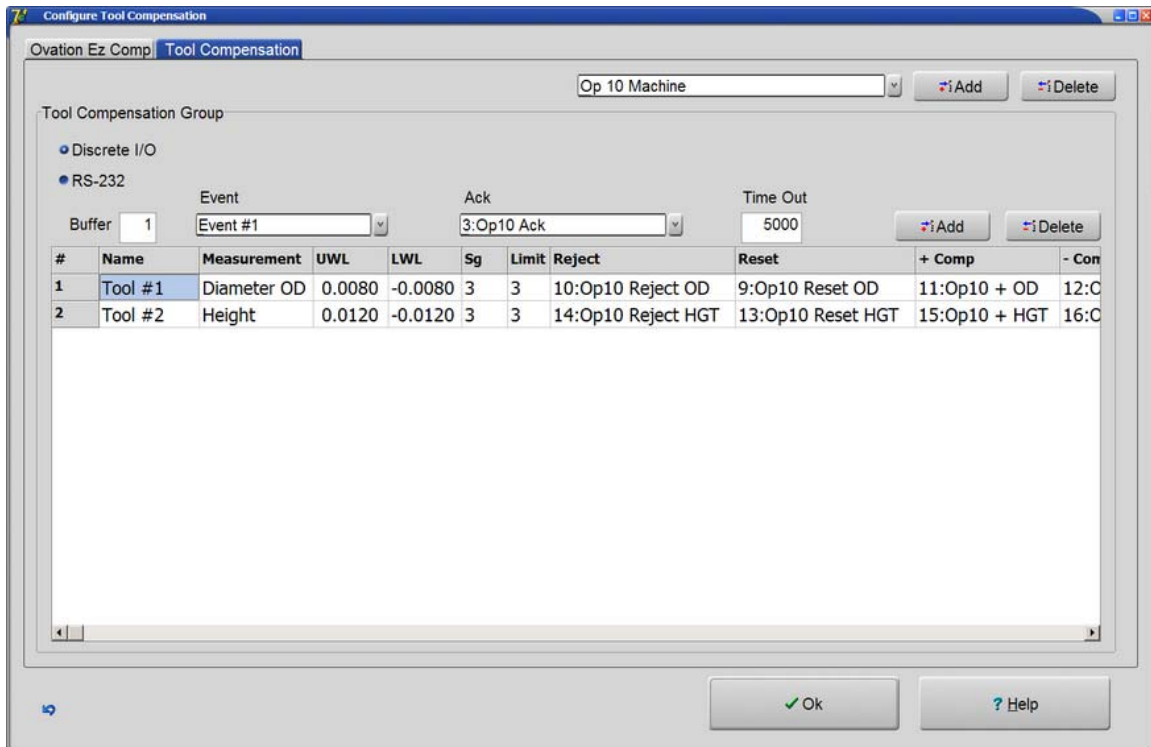 Configure Tool Compensation
Ovation Ez Comp Tool Compensation
Op 10 Machine Add Delete
Tool Compensation Group
Discrete I/O
RS-232
Event Ack Time Out
Buffer 1 Event #1 3:Op10 Ack 5000 Add Delete
# Name Measurement UWL LWL Sg Limit Reject Reset + Comp - Com
1 Tool #1 Diameter OD 0.0080 -0.0080 3 3 10:Op10 Reject OD 9:Op10 Reset OD 11:Op10 + OD 12:O
2 Tool #2 Height 0.0120 -0.0120 3 3 14:Op10 Reject HGT 13:Op10 Reset HGT 15:Op10 + HGT 16:O
Ok ? Help